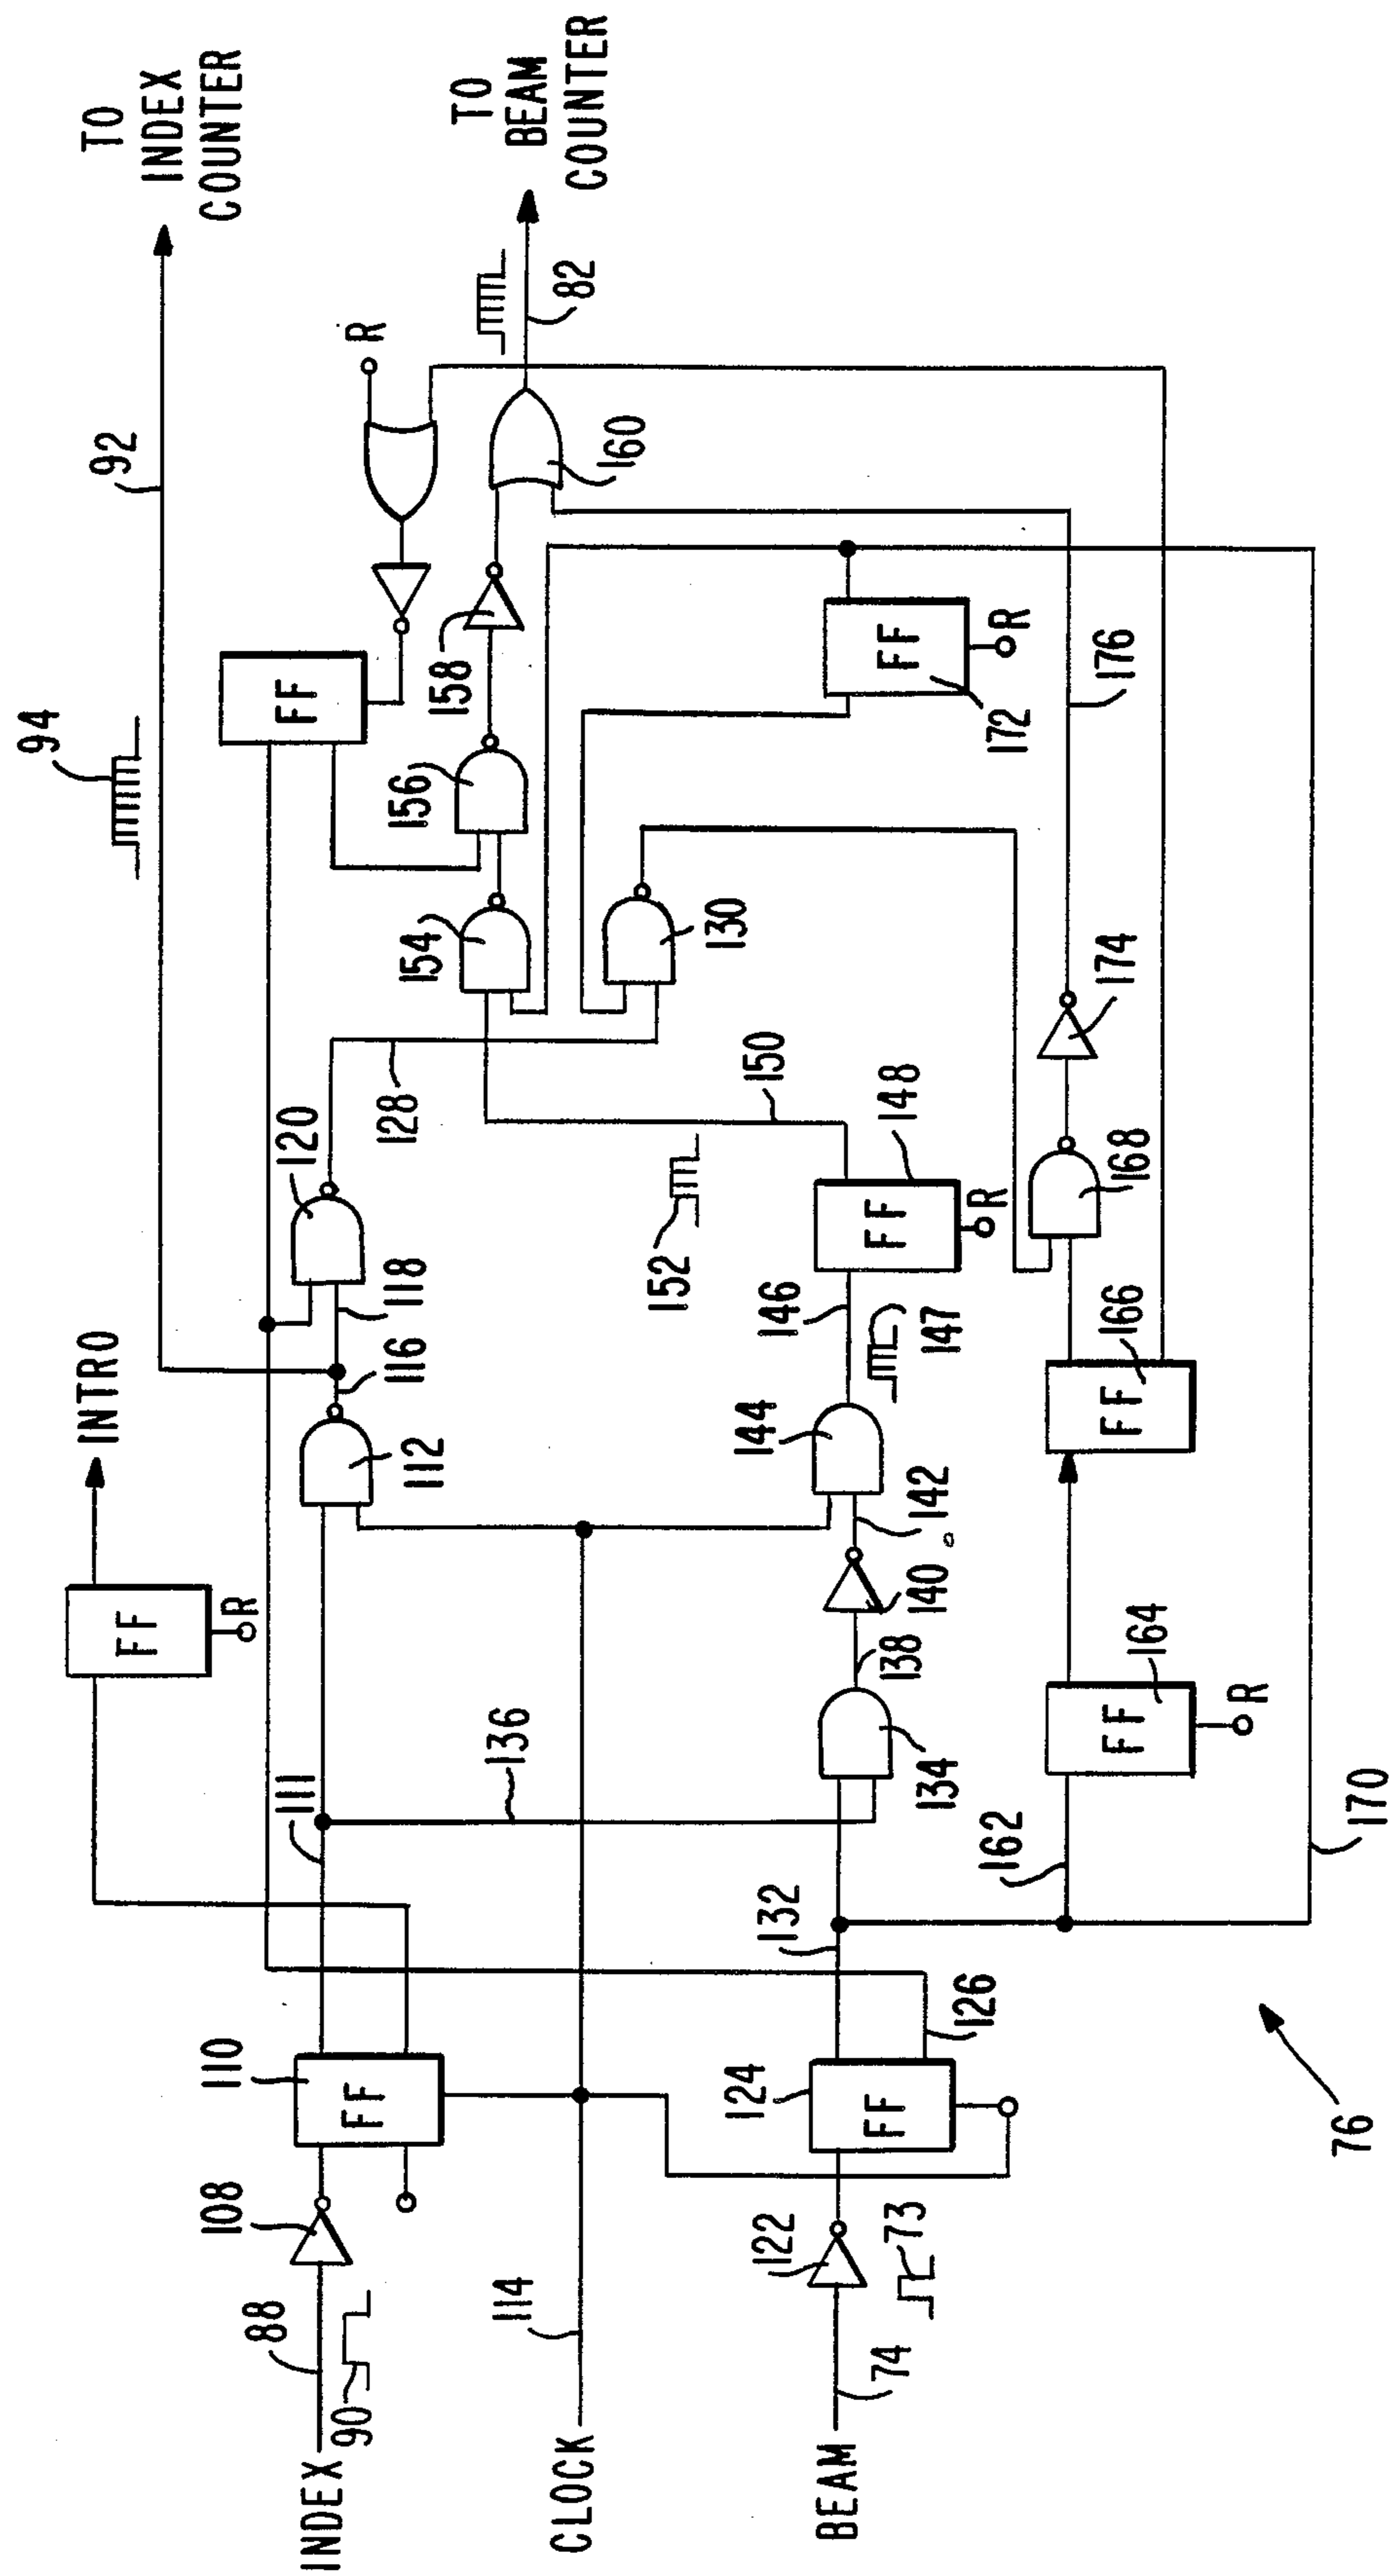 TO
INDEX
COUNTER
TO
BEAM
COUNTER
94
92
R
82
INTRO
FF
R
FF
160
158
156
154
120
128
118
116
112
130
FF
172
R
176
174
168
150
152
148
FF
R
146
147
144
142
140
138
134
136
111
110
FF
108
88
90
INDEX
114
CLOCK
132
126
124
FF
122
73
74
BEAM
162
164
FF
R
166
FF
170
76